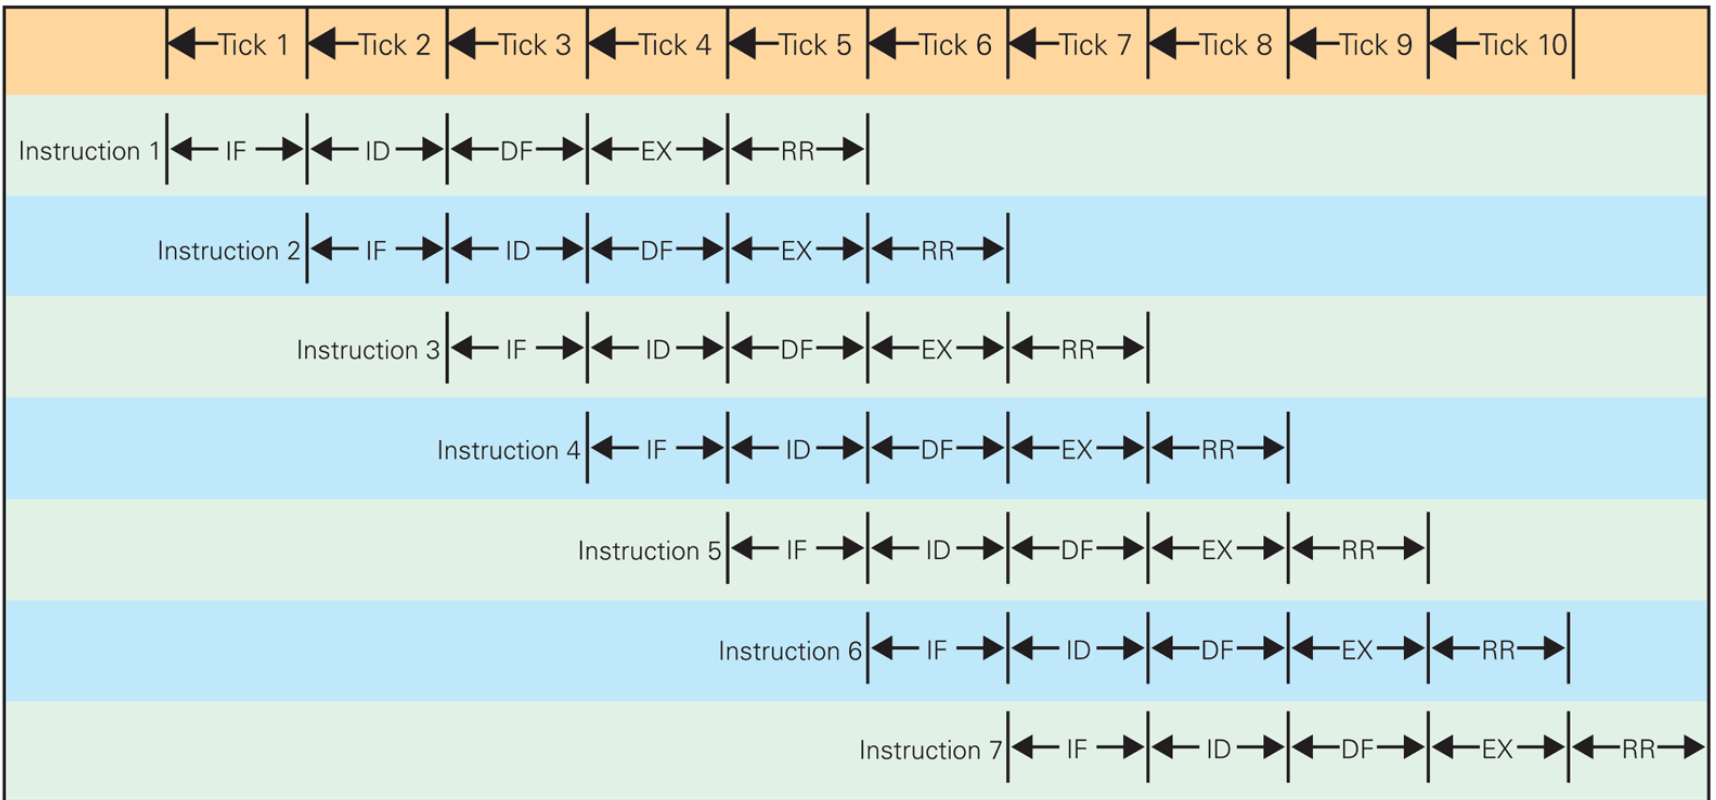 Tick 1 Tick 2 Tick 3 Tick 4 Tick 5 Tick 6 Tick 7 Tick 8 Tick 9 Tick 10
Instruction 1 IF ID DF EX RR
Instruction 2 IF ID DF EX RR
Instruction 3 IF ID DF EX RR
Instruction 4 IF ID DF EX RR
Instruction 5 IF ID DF EX RR
Instruction 6 IF ID DF EX RR
Instruction 7 IF ID DF EX RR